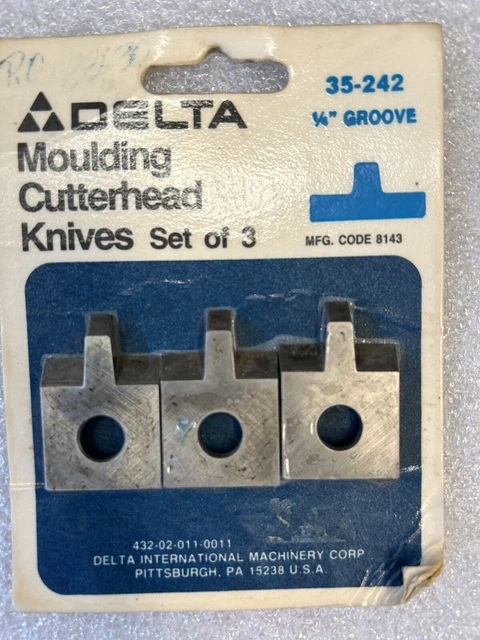 35-242
DELTA
1/4" GROOVE
Moulding
Cutterhead
Knives Set of 3
MFG. CODE 8143
432-02-011-0011
DELTA INTERNATIONAL MACHINERY CORP
PITTSBURGH, PA 15238 U.S.A.